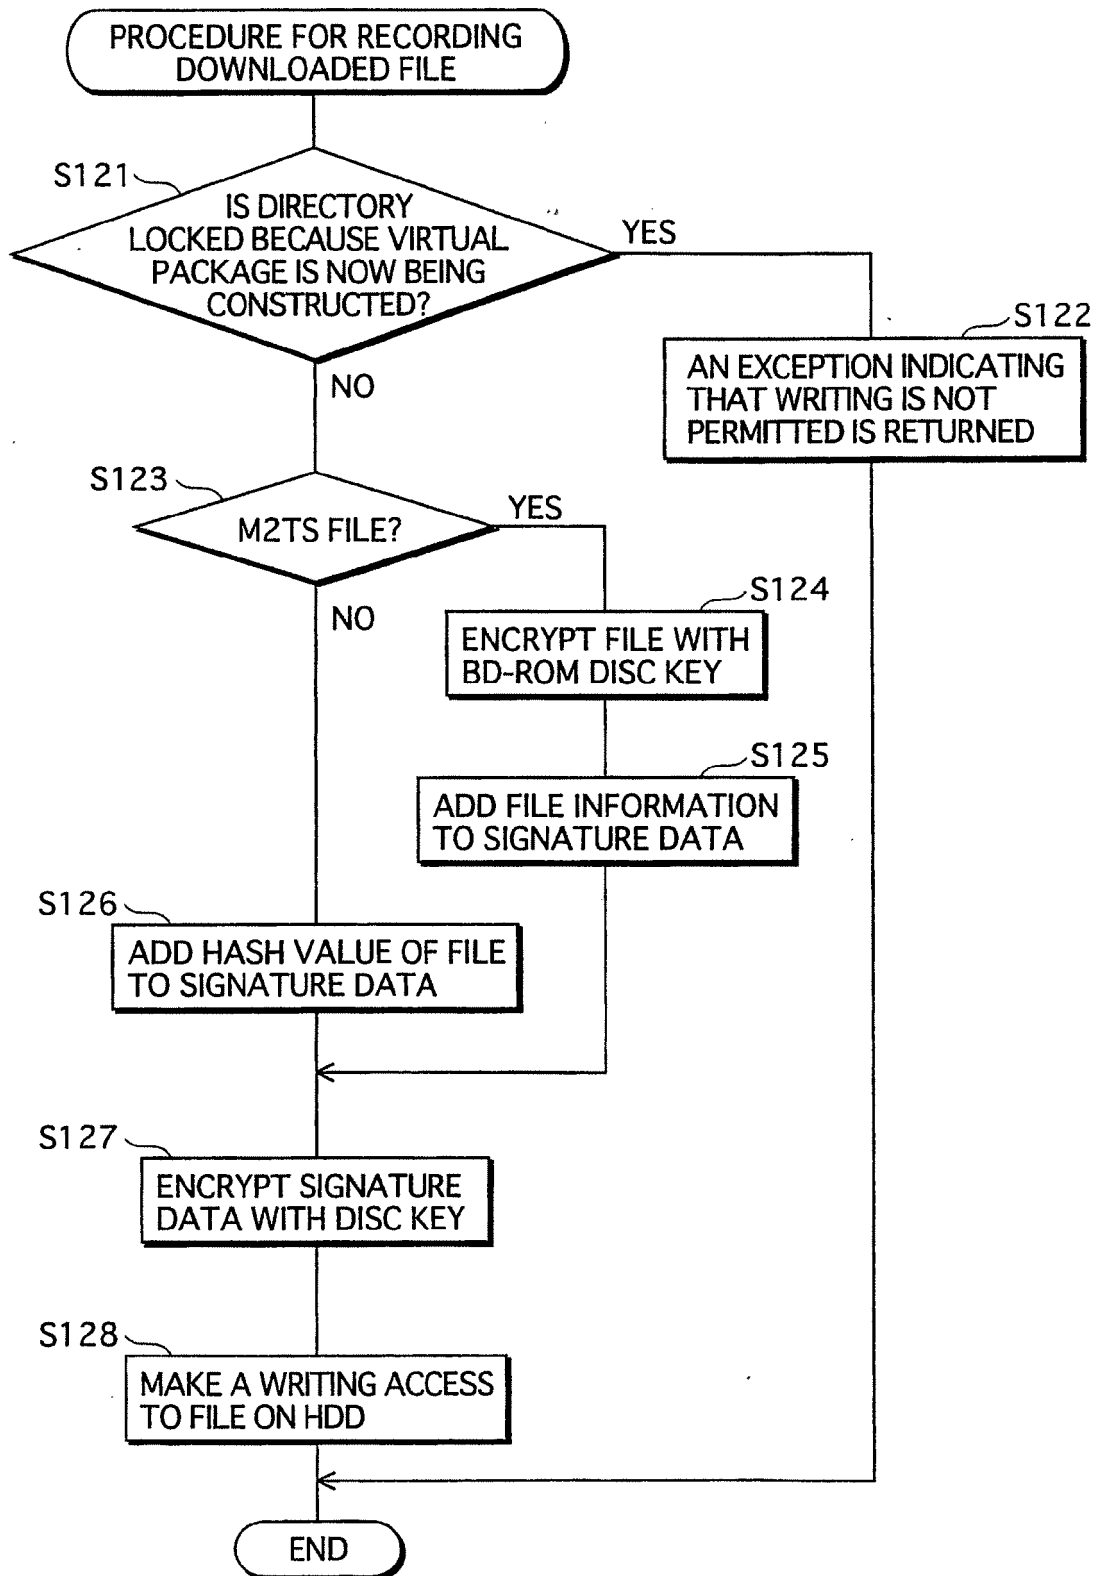 PROCEDURE FOR RECORDING
DOWNLOADED FILE
S121
IS DIRECTORY
LOCKED BECAUSE VIRTUAL
PACKAGE IS NOW BEING
CONSTRUCTED?
YES
S122
AN EXCEPTION INDICATING
THAT WRITING IS NOT
PERMITTED IS RETURNED
NO
S123
M2TS FILE?
YES
S124
ENCRYPT FILE WITH
BD-ROM DISC KEY
NO
S125
ADD FILE INFORMATION
TO SIGNATURE DATA
S126
ADD HASH VALUE OF FILE
TO SIGNATURE DATA
S127
ENCRYPT SIGNATURE
DATA WITH DISC KEY
S128
MAKE A WRITING ACCESS
TO FILE ON HDD
END